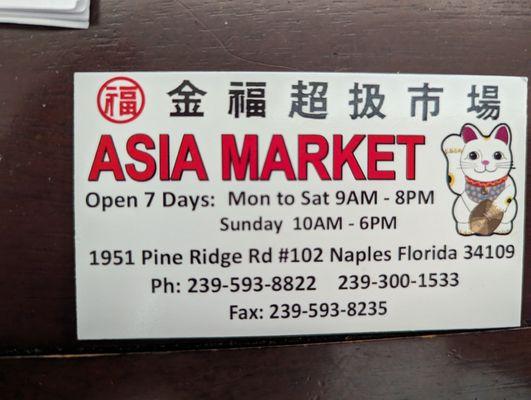 福 金福超扱市場
ASIA MARKET
Open 7 Days: Mon to Sat 9AM - 8PM
Sunday 10AM - 6PM
1951 Pine Ridge Rd #102 Naples Florida 34109
Ph: 239-593-8822 239-300-1533
Fax: 239-593-8235